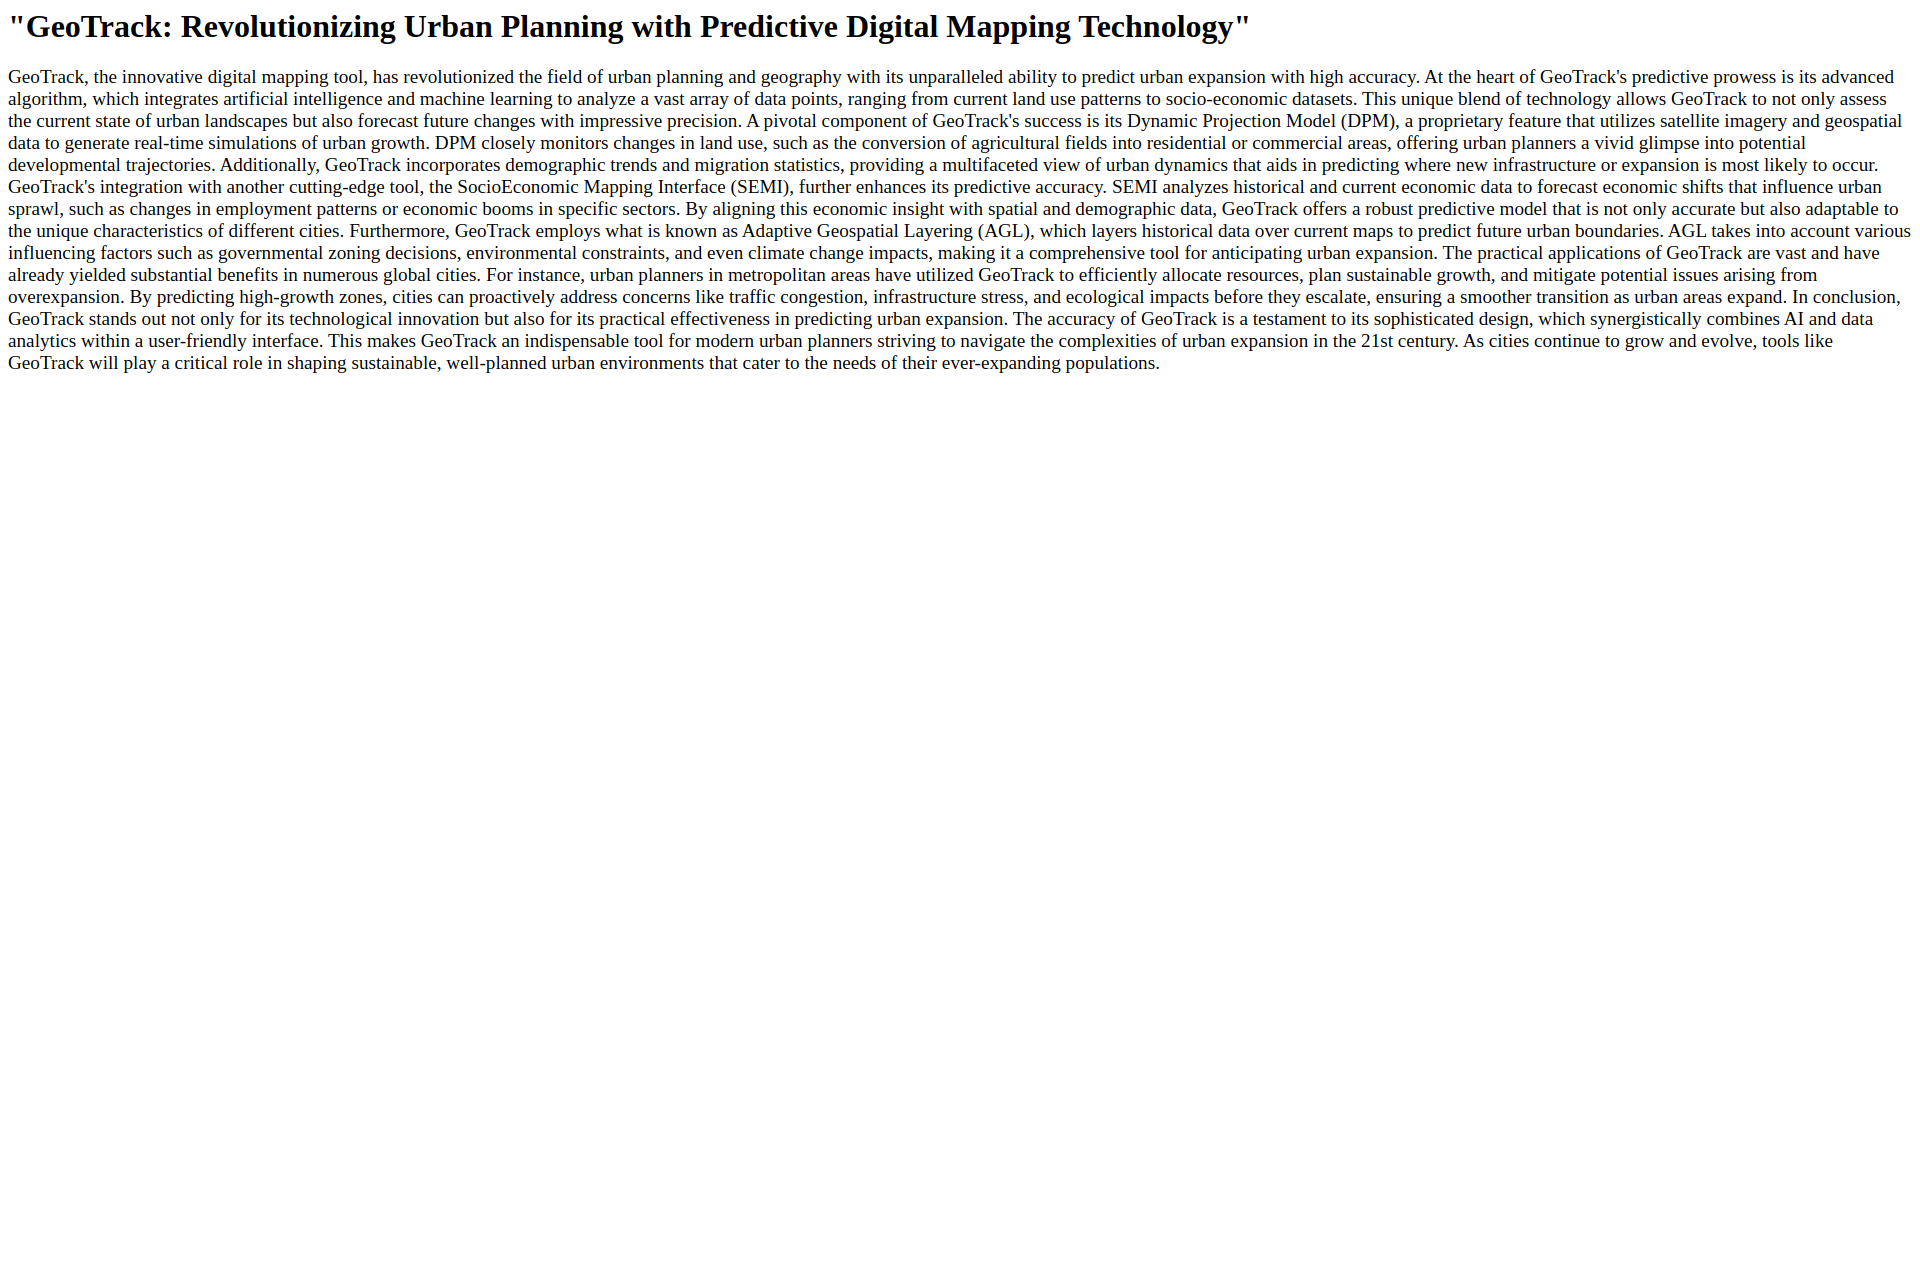 "GeoTrack: Revolutionizing Urban Planning with Predictive Digital Mapping Technology"
GeoTrack, the innovative digital mapping tool, has revolutionized the field of urban planning and geography with its unparalleled ability to predict urban expansion with high accuracy. At the heart of GeoTrack's predictive prowess is its advanced
algorithm, which integrates artificial intelligence and machine learning to analyze a vast array of data points, ranging from current land use patterns to socio-economic datasets. This unique blend of technology allows GeoTrack to not only assess
the current state of urban landscapes but also forecast future changes with impressive precision. A pivotal component of GeoTrack's success is its Dynamic Projection Model (DPM), a proprietary feature that utilizes satellite imagery and geospatial
data to generate real-time simulations of urban growth. DPM closely monitors changes in land use, such as the conversion of agricultural fields into residential or commercial areas, offering urban planners a vivid glimpse into potential
developmental trajectories. Additionally, GeoTrack incorporates demographic trends and migration statistics, providing a multifaceted view of urban dynamics that aids in predicting where new infrastructure or expansion is most likely to occur.
GeoTrack's integration with another cutting-edge tool, the SocioEconomic Mapping Interface (SEMI), further enhances its predictive accuracy. SEMI analyzes historical and current economic data to forecast economic shifts that influence urban
sprawl, such as changes in employment patterns or economic booms in specific sectors. By aligning this economic insight with spatial and demographic data, GeoTrack offers a robust predictive model that is not only accurate but also adaptable to
the unique characteristics of different cities. Furthermore, GeoTrack employs what is known as Adaptive Geospatial Layering (AGL), which layers historical data over current maps to predict future urban boundaries. AGL takes into account various
influencing factors such as governmental zoning decisions, environmental constraints, and even climate change impacts, making it a comprehensive tool for anticipating urban expansion. The practical applications of GeoTrack are vast and have
already yielded substantial benefits in numerous global cities. For instance, urban planners in metropolitan areas have utilized GeoTrack to efficiently allocate resources, plan sustainable growth, and mitigate potential issues arising from
overexpansion. By predicting high-growth zones, cities can proactively address concerns like traffic congestion, infrastructure stress, and ecological impacts before they escalate, ensuring a smoother transition as urban areas expand. In conclusion,
GeoTrack stands out not only for its technological innovation but also for its practical effectiveness in predicting urban expansion. The accuracy of GeoTrack is a testament to its sophisticated design, which synergistically combines AI and data
analytics within a user-friendly interface. This makes GeoTrack an indispensable tool for modern urban planners striving to navigate the complexities of urban expansion in the 21st century. As cities continue to grow and evolve, tools like
GeoTrack will play a critical role in shaping sustainable, well-planned urban environments that cater to the needs of their ever-expanding populations.